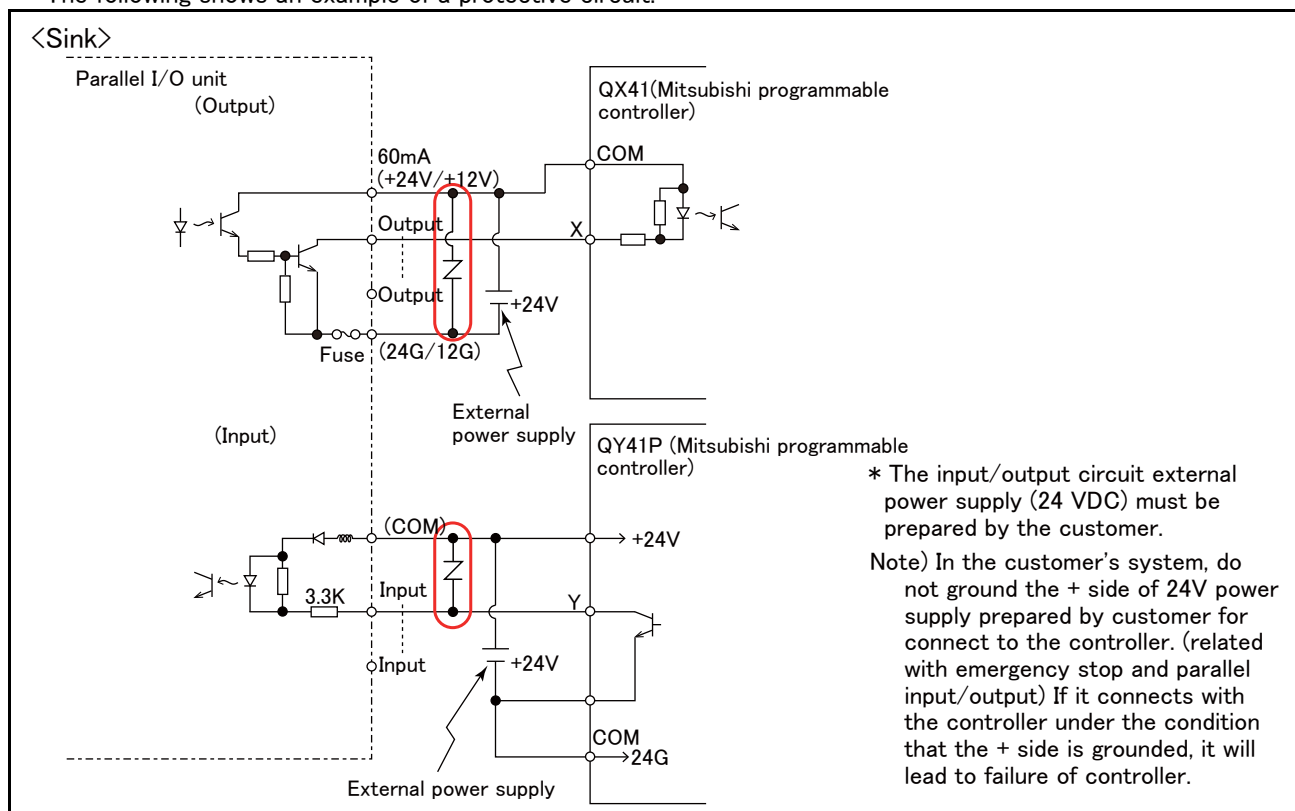 The following shows an example of a protective circuit.
<Sink>
Parallel I/O unit
(Output)
QX41(Mitsubishi programmable
controller)
60mA
(+24V/+12V)
COM
Output
X
Output
+24V
Fuse
(24G/12G)
External
power supply
(Input)
QY41P (Mitsubishi programmable
controller)
(COM)
+24V
3.3K
Input
Y
Input
+24V
COM
24G
External power supply
* The input/output circuit external
power supply (24 VDC) must be
prepared by the customer.
Note) In the customer's system, do
not ground the + side of 24V power
supply prepared by customer for
connect to the controller. (related
with emergency stop and parallel
input/output) If it connects with
the controller under the condition
that the + side is grounded, it will
lead to failure of controller.